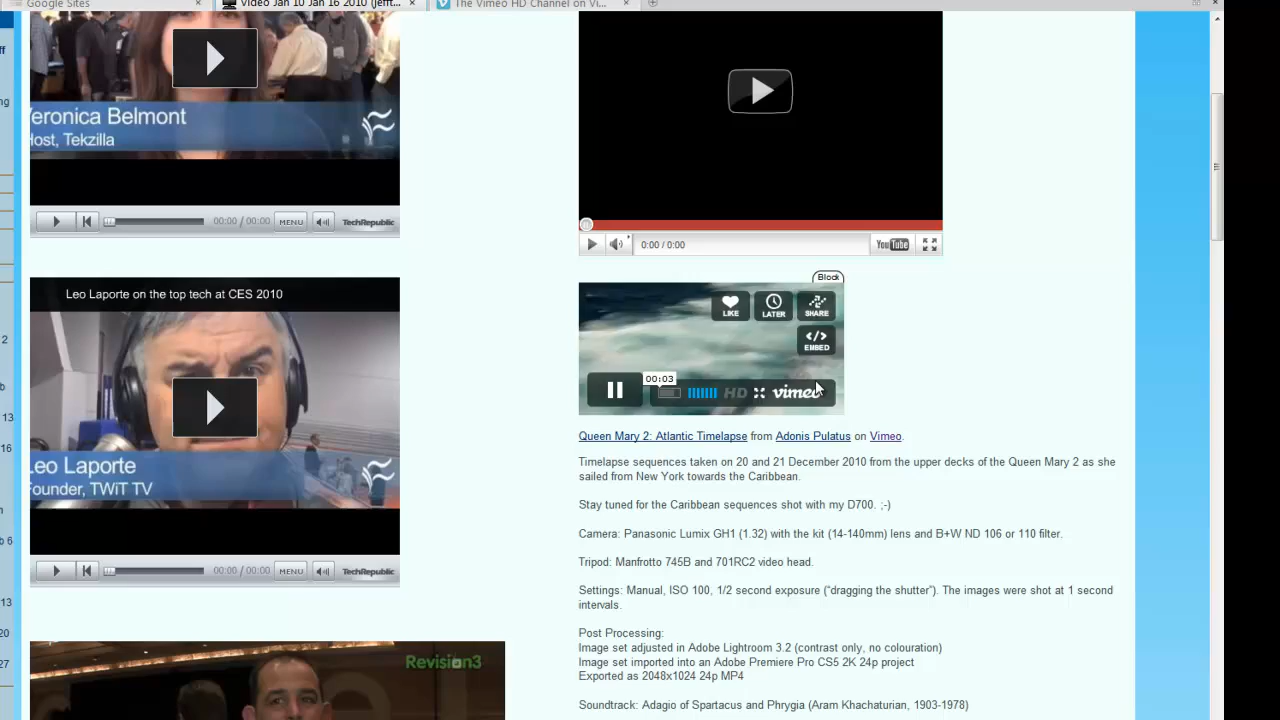 Google Sites
Video Jan 10 Jan 16 2010 (jefft...
The Vimeo HD Channel on Vi...
Veronica Belmont
Host, Tekzilla
00:00 / 00:00
MENU
TechRepublic
0:00 / 0:00
YouTube
Block
LIKE
LATER
SHARE
EMBED
00:03
HD
vimeo
Leo Laporte on the top tech at CES 2010
Leo Laporte
Founder, TWiT TV
00:00 / 00:00
MENU
TechRepublic
Revision3
Queen Mary 2: Atlantic Timelapse from Adonis Pulatus on Vimeo.
Timelapse sequences taken on 20 and 21 December 2010 from the upper decks of the Queen Mary 2 as she
sailed from New York towards the Caribbean.
Stay tuned for the Caribbean sequences shot with my D700. ;-)
Camera: Panasonic Lumix GH1 (1.32) with the kit (14-140mm) lens and B+W ND 106 or 110 filter.
Tripod: Manfrotto 745B and 701RC2 video head.
Settings: Manual, ISO 100, 1/2 second exposure ("dragging the shutter"). The images were shot at 1 second
intervals.
Post Processing:
Image set adjusted in Adobe Lightroom 3.2 (contrast only, no colouration)
Image set imported into an Adobe Premiere Pro CS5 2K 24p project
Exported as 2048x1024 24p MP4
Soundtrack: Adagio of Spartacus and Phrygia (Aram Khachaturian, 1903-1978)